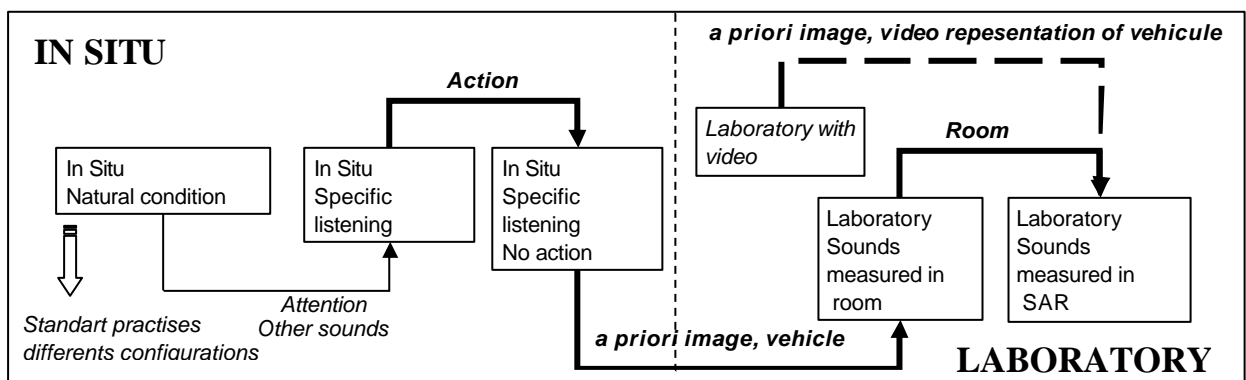 IN SITU
Action
In Situ
Natural condition
In Situ
Specific
listening
In Situ
Specific
listening
No action
Attention
Other sounds
Standart practises
differents configurations
a priori image, video repesentation of vehicule
Laboratory with
video
Room
Laboratory
Sounds
measured in
room
Laboratory
Sounds
measured in
SAR
a priori image, vehicle
LABORATORY